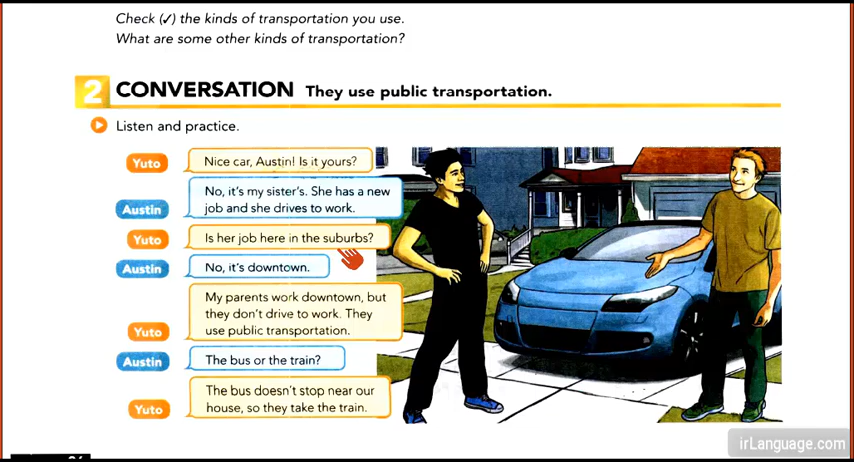 Check (✓) the kinds of transportation you use.
What are some other kinds of transportation?
2 CONVERSATION They use public transportation.
Listen and practice.
Yuto Nice car, Austin! Is it yours?
Austin No, it's my sister's. She has a new
job and she drives to work.
Yuto Is her job here in the suburbs?
Austin No, it's downtown.
My parents work downtown, but
they don't drive to work. They
Yuto use public transportation.
Austin The bus or the train?
The bus doesn't stop near our
Yuto house, so they take the train.
irLanguage.com